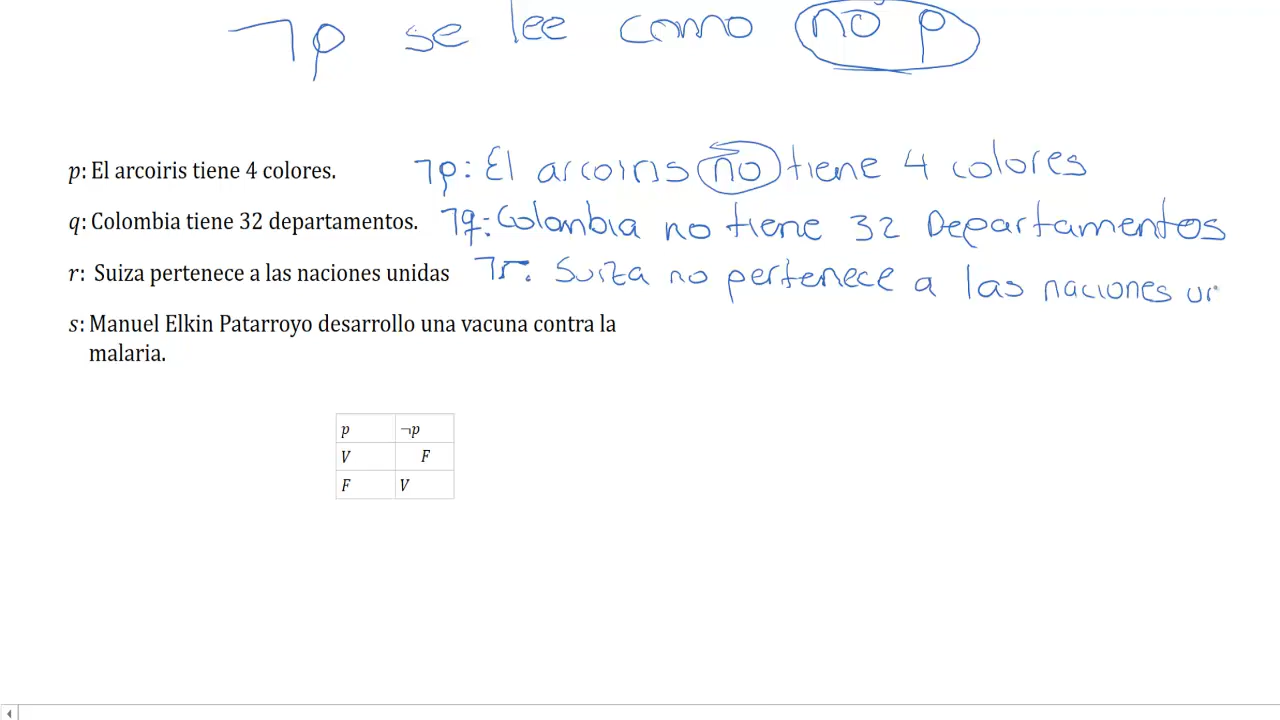 ¬p se lee como no p
p: El arcoiris tiene 4 colores. ¬p: El arcoiris no tiene 4 colores
q: Colombia tiene 32 departamentos. ¬q: Colombia no tiene 32 Departamentos
r: Suiza pertenece a las naciones unidas ¬r: Suiza no pertenece a las naciones
s: Manuel Elkin Patarroyo desarrollo una vacuna contra la
malaria.
p ¬p
V F
F V